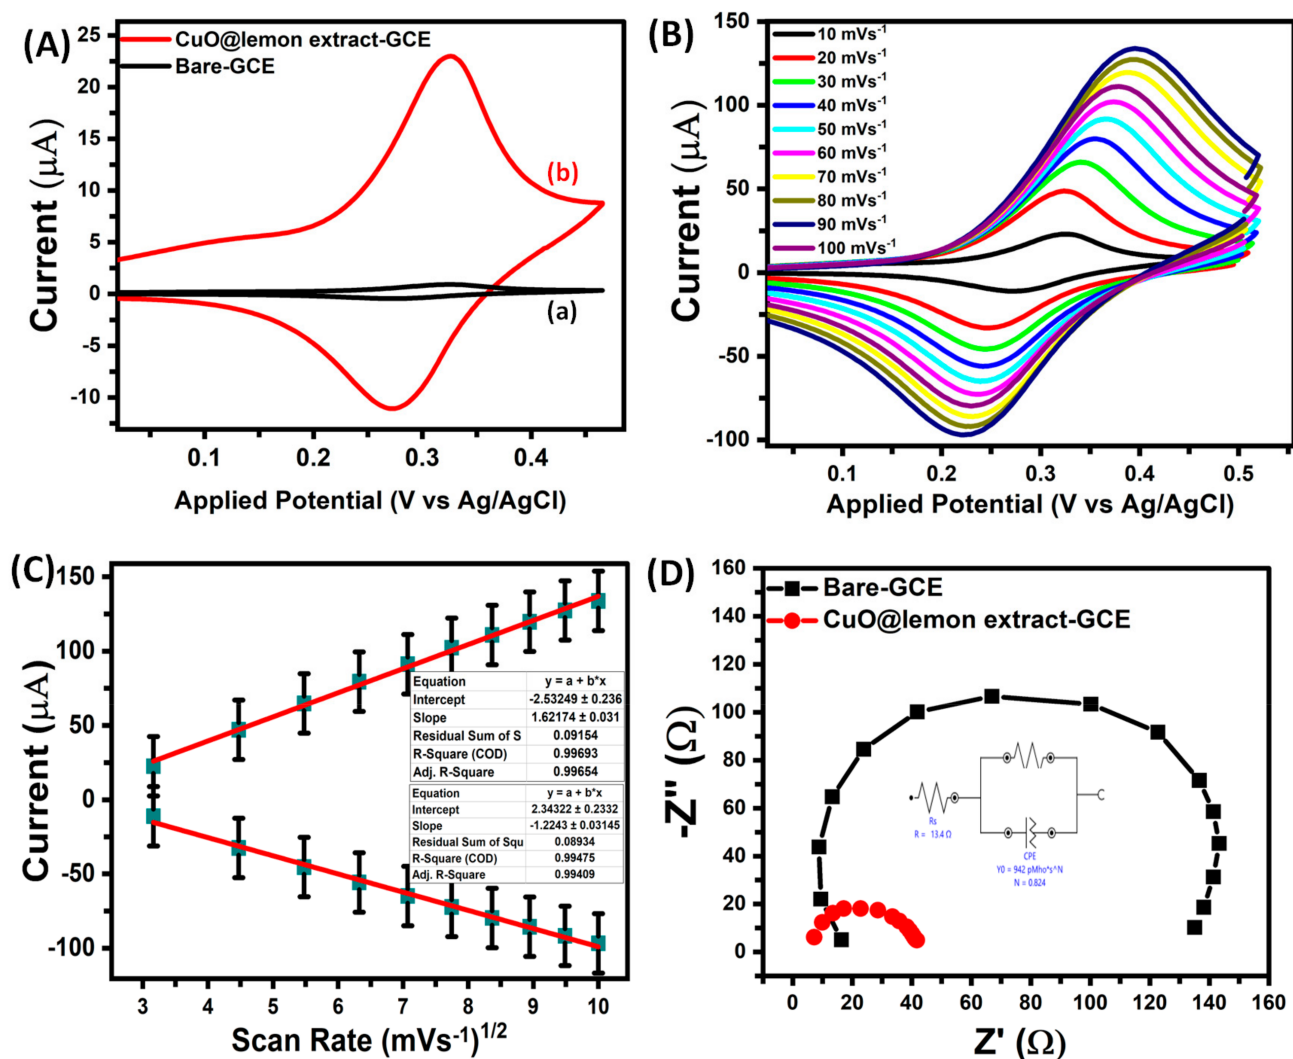 (A)
CuO@lemon extract-GCE
Bare-GCE
25
20
15
10
5
0
-5
-10
0.1 0.2 0.3 0.4
(b)
(a)
Current (μA)
Applied Potential (V vs Ag/AgCl)
(B)
10 mVs⁻¹
20 mVs⁻¹
30 mVs⁻¹
40 mVs⁻¹
50 mVs⁻¹
60 mVs⁻¹
70 mVs⁻¹
80 mVs⁻¹
90 mVs⁻¹
100 mVs⁻¹
150
100
50
0
-50
-100
0.1 0.2 0.3 0.4 0.5
Current (μA)
Applied Potential (V vs Ag/AgCl)
(C)
150
100
50
0
-50
-100
3 4 5 6 7 8 9 10
Current (μA)
Scan Rate (mVs⁻¹)¹/²
Equation y = a + b*x
Intercept -2.53249 ± 0.236
Slope 1.62174 ± 0.031
Residual Sum of S 0.09154
R-Square (COD) 0.99693
Adj. R-Square 0.99654
Equation y = a + b*x
Intercept 2.34322 ± 0.2332
Slope -1.2243 ± 0.03145
Residual Sum of Squ 0.08934
R-Square (COD) 0.99475
Adj. R-Square 0.99409
(D)
Bare-GCE
CuO@lemon extract-GCE
160
140
120
100
80
60
40
20
0
0 20 40 60 80 100 120 140 160
-Z'' (Ω)
Z' (Ω)
Rs
R = 13.4 Ω
CPE
Y0 = 942 pMho*s^N
N = 0.824